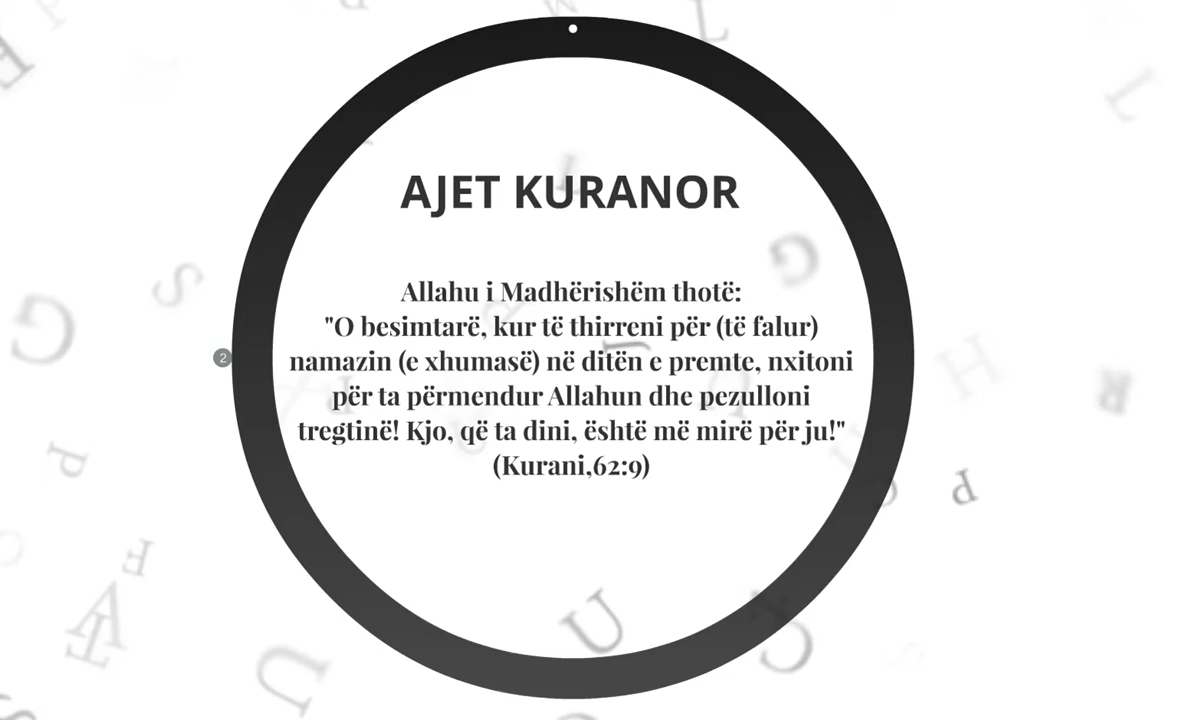 AJET KURANOR
Allahu i Madhërishëm thotë:
"O besimtarë, kur të thirreni për (të falur)
namazin (e xhumasë) në ditën e premte, nxitoni
për ta përmendur Allahun dhe pezulloni
tregtinë! Kjo, që ta dini, është më mirë për ju!"
(Kurani,62:9)
2